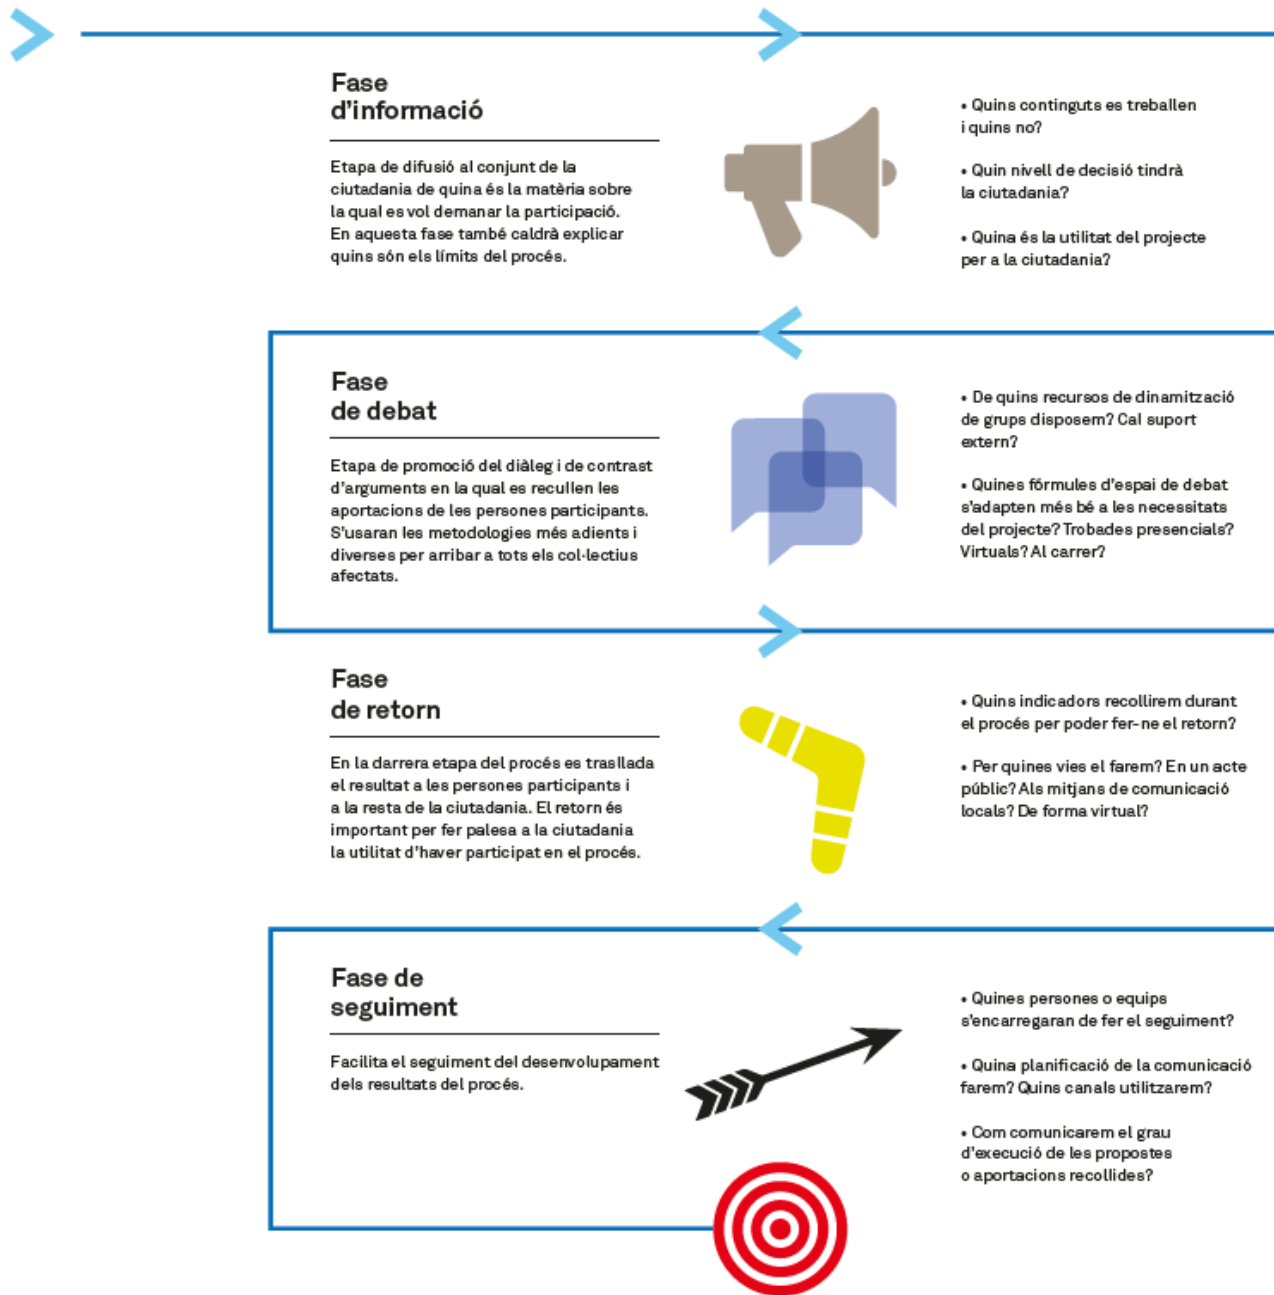 Fase
d'informació
Etapa de difusió al conjunt de la
ciutadania de quina és la matèria sobre
la qual es vol demanar la participació.
En aquesta fase també caldrà explicar
quins són els límits del procés.
• Quins continguts es treballen
i quins no?
• Quin nivell de decisió tindrà
la ciutadania?
• Quina és la utilitat del projecte
per a la ciutadania?
Fase
de debat
Etapa de promoció del diàleg i de contrast
d'arguments en la qual es recullen les
aportacions de les persones participants.
S'usaran les metodologies més adients i
diverses per arribar a tots els col·lectius
afectats.
• De quins recursos de dinamització
de grups disposem? Cal suport
extern?
• Quines fórmules d'espai de debat
s'adapten més bé a les necessitats
del projecte? Trobades presencials?
Virtuals? Al carrer?
Fase
de retorn
En la darrera etapa del procés es trasllada
el resultat a les persones participants i
a la resta de la ciutadania. El retorn és
important per fer palesa a la ciutadania
la utilitat d'haver participat en el procés.
• Quins indicadors recollirem durant
el procés per poder fer-ne el retorn?
• Per quines vies el farem? En un acte
públic? Als mitjans de comunicació
locals? De forma virtual?
Fase de
seguiment
Facilita el seguiment del desenvolupament
dels resultats del procés.
• Quines persones o equips
s'encarregaran de fer el seguiment?
• Quina planificació de la comunicació
farem? Quins canals utilitzarem?
• Com comunicarem el grau
d'execució de les propostes
o aportacions recollides?